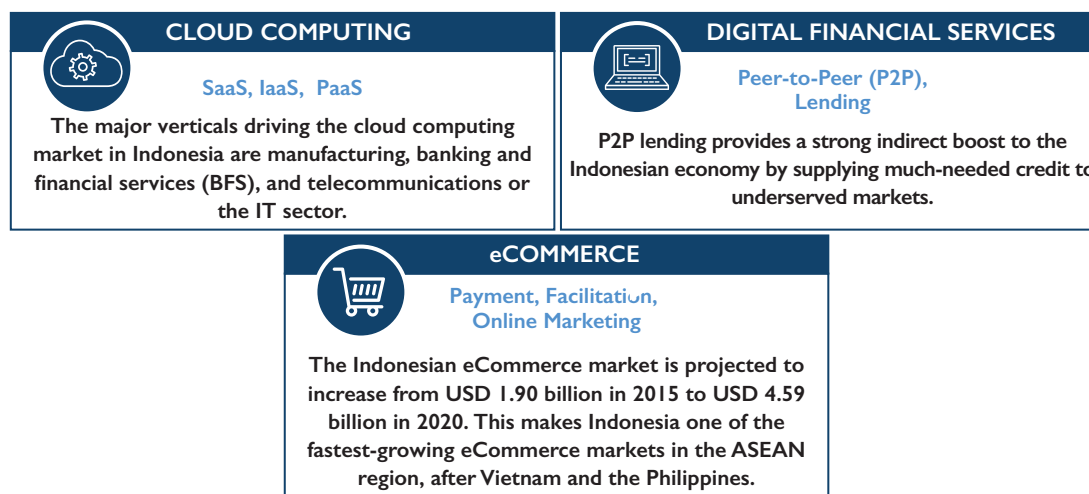 CLOUD COMPUTING
SaaS, IaaS, PaaS
The major verticals driving the cloud computing
market in Indonesia are manufacturing, banking and
financial services (BFS), and telecommunications or
the IT sector.
DIGITAL FINANCIAL SERVICES
Peer-to-Peer (P2P),
Lending
P2P lending provides a strong indirect boost to the
Indonesian economy by supplying much-needed credit to
underserved markets.
eCOMMERCE
Payment, Facilitation,
Online Marketing
The Indonesian eCommerce market is projected to
increase from USD 1.90 billion in 2015 to USD 4.59
billion in 2020. This makes Indonesia one of the
fastest-growing eCommerce markets in the ASEAN
region, after Vietnam and the Philippines.